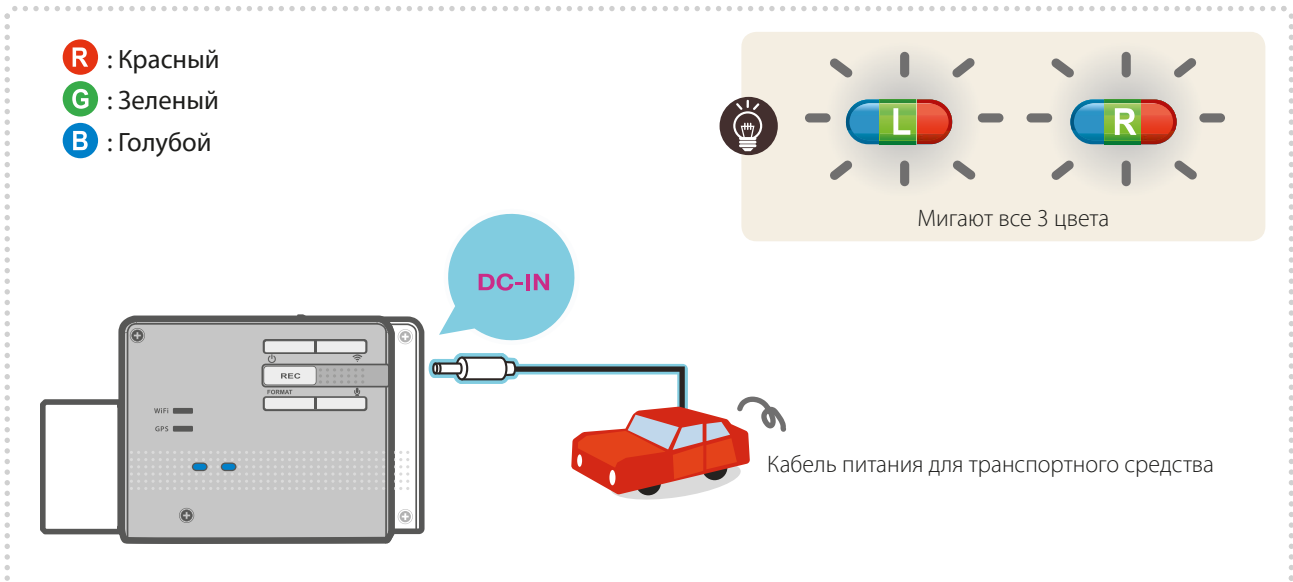 R : Красный
G : Зеленый
B : Голубой
L R
Мигают все 3 цвета
DC-IN
REC
FORMAT
WiFi
GPS
Кабель питания для транспортного средства